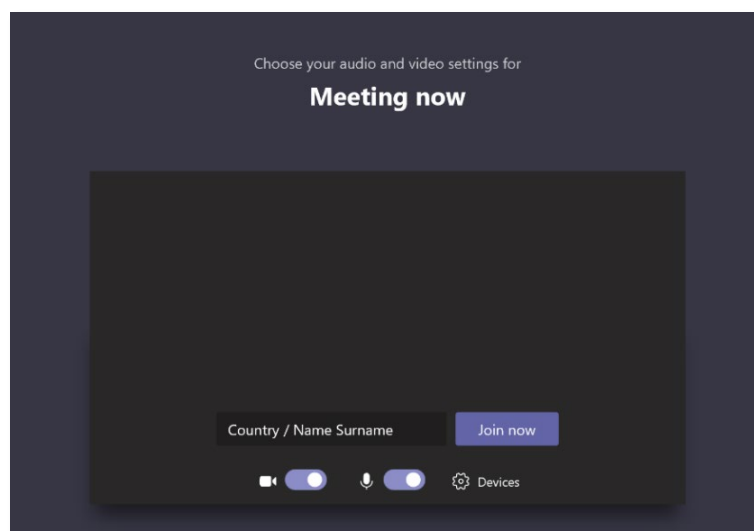 Choose your audio and video settings for
Meeting now
Country / Name Surname
Join now
Devices